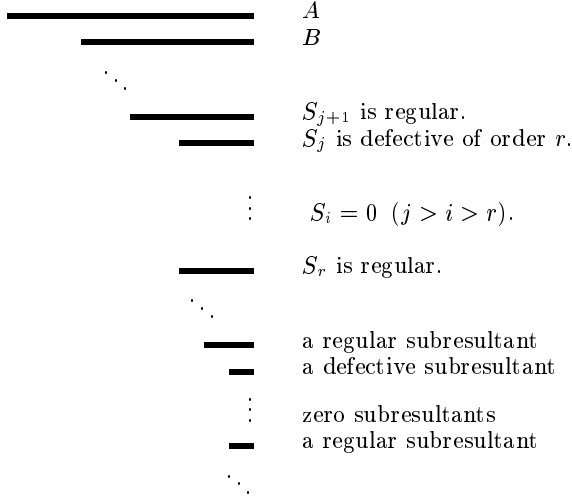 A
B
S_{j+1} is regular.
S_j is defective of order r.
S_i = 0 (j > i > r).
S_r is regular.
a regular subresultant
a defective subresultant
zero subresultants
a regular subresultant